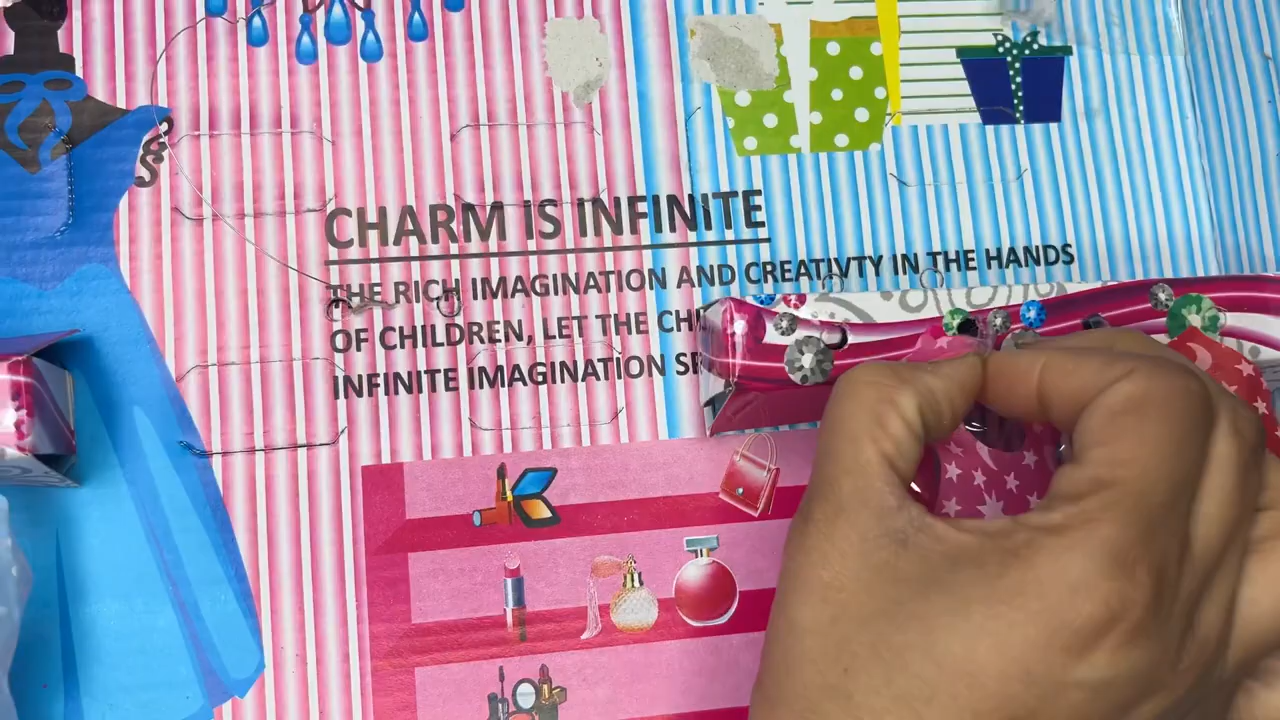 CHARM IS INFINITE
THE RICH IMAGINATION AND CREATIVTY IN THE HANDS
OF CHILDREN, LET THE
INFINITE IMAGINATION